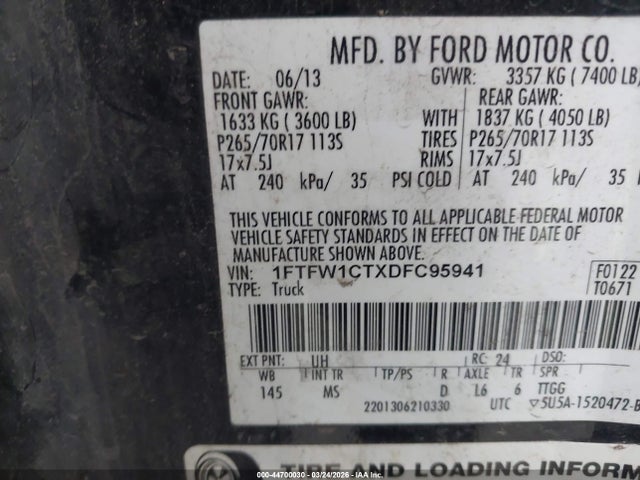 MFD. BY FORD MOTOR CO.
DATE: 06/13 GVWR: 3357 KG ( 7400 LB)
FRONT GAWR: REAR GAWR:
1633 KG ( 3600 LB) WITH 1837 KG ( 4050 LB)
P265/70R17 113S TIRES P265/70R17 113S
17x7.5J RIMS 17x7.5J
AT 240 kPa/ 35 PSI COLD AT 240 kPa/ 35
THIS VEHICLE CONFORMS TO ALL APPLICABLE FEDERAL MOTOR
VEHICLE SAFETY STANDARDS IN EFFECT ON THE DATE OF
MANUFACTURE SHOWN ABOVE.
VIN: 1FTFW1CTXDFC95941 F0122
TYPE: Truck T0671
EXT PNT: UH RC: 24 DSO:
WB INT TR TP/PS R AXLE TR SPR
145 MS D L6 6 TTGG
2201306210330 UTC ▽5U5A-1520472-B
TIRE AND LOADING INFORMATION
000-44700030 - 03/24/2026 - IAA Inc.